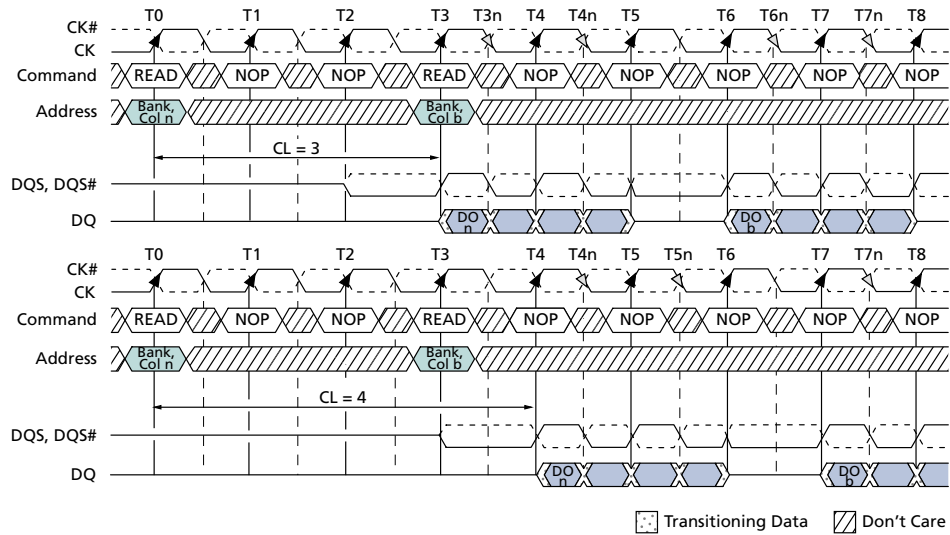 T0 T1 T2 T3 T3n T4 T4n T5 T6 T6n T7 T7n T8
CK#
CK
Command READ NOP NOP READ NOP NOP NOP NOP NOP
Address Bank, Col n Bank, Col b
CL = 3
DQS, DQS#
DQ DO n DO b
T0 T1 T2 T3 T4 T4n T5 T5n T6 T7 T7n T8
CK#
CK
Command READ NOP NOP READ NOP NOP NOP NOP NOP
Address Bank, Col n Bank, Col b
CL = 4
DQS, DQS#
DQ DO n DO b
Transitioning Data Don't Care